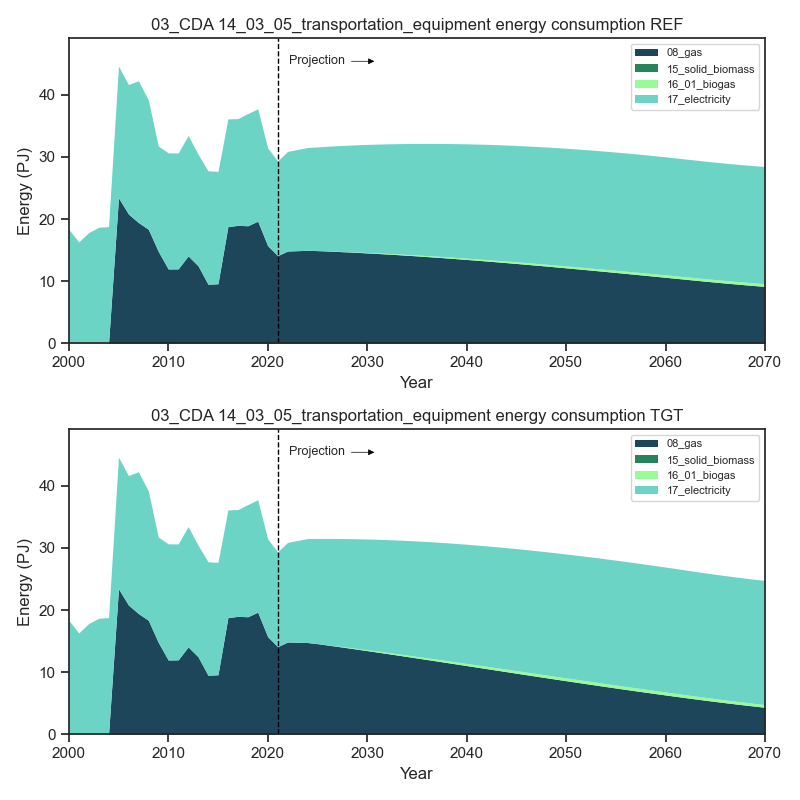 03_CDA 14_03_05_transportation_equipment energy consumption REF
Projection
08_gas
15_solid_biomass
16_01_biogas
17_electricity
Energy (PJ)
40
30
20
10
0
2000 2010 2020 2030 2040 2050 2060 2070
Year
03_CDA 14_03_05_transportation_equipment energy consumption TGT
Projection
08_gas
15_solid_biomass
16_01_biogas
17_electricity
Energy (PJ)
40
30
20
10
0
2000 2010 2020 2030 2040 2050 2060 2070
Year